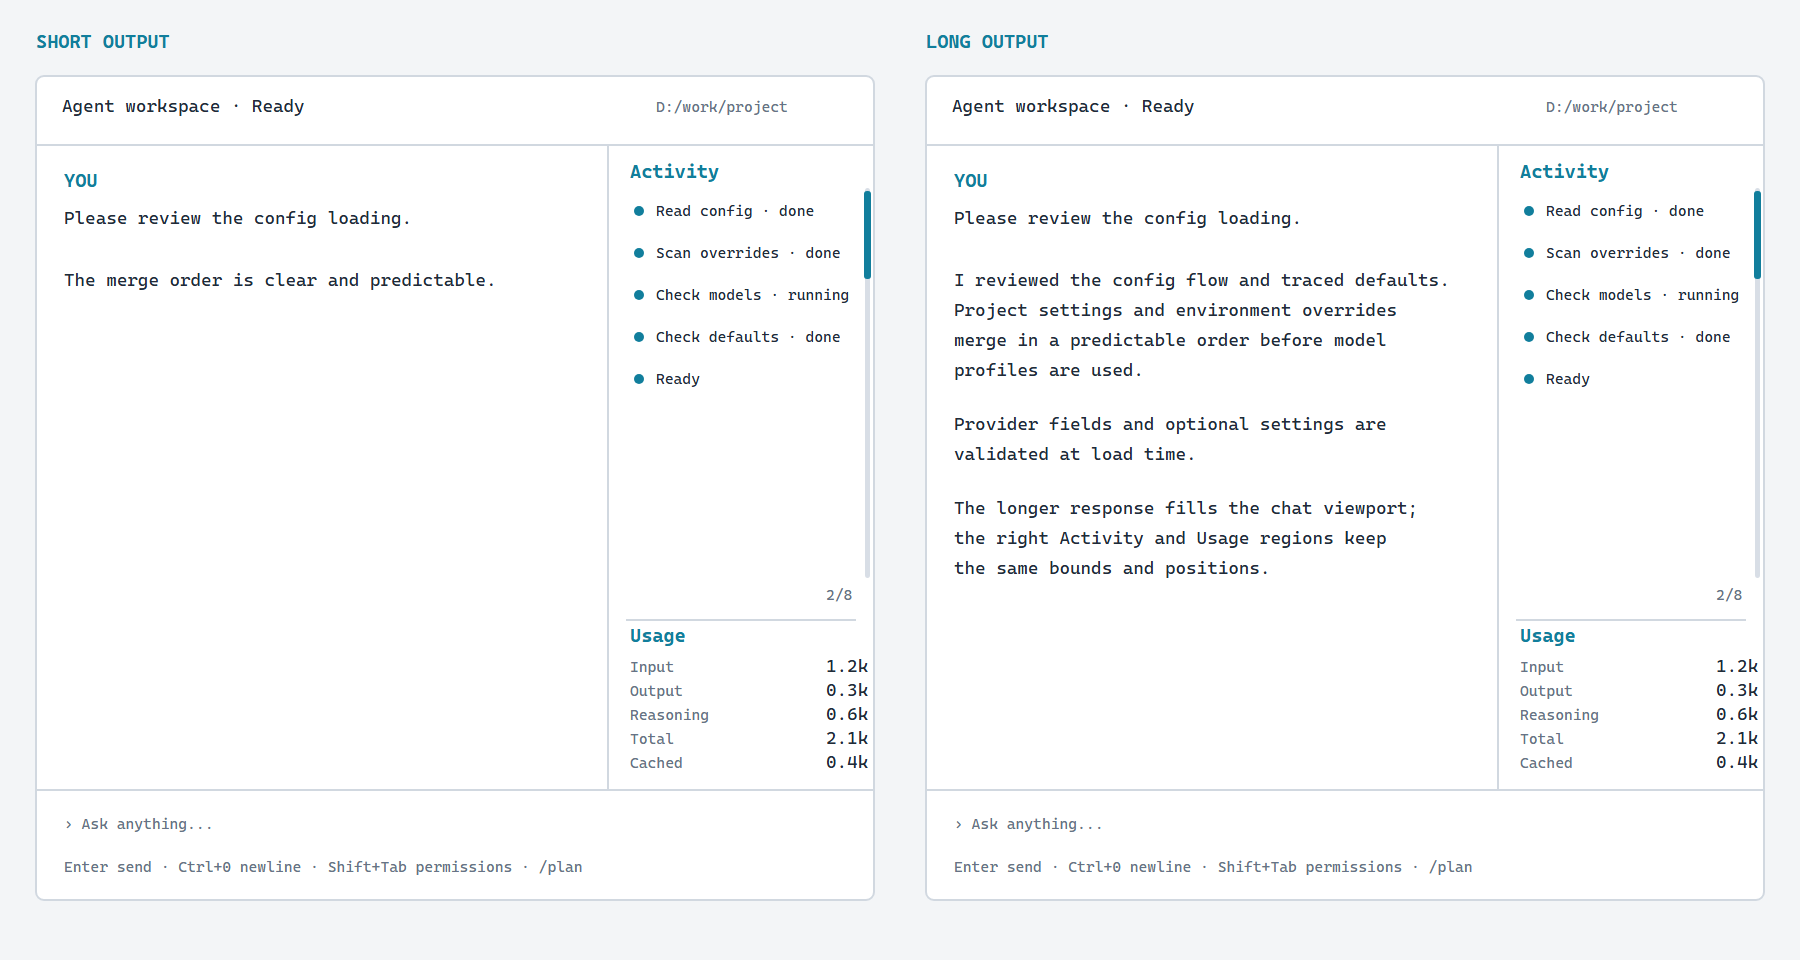 SHORT OUTPUT
Agent workspace · Ready
D:/work/project
YOU
Please review the config loading.
The merge order is clear and predictable.
Activity
Read config · done
Scan overrides · done
Check models · running
Check defaults · done
Ready
2/8
Usage
Input 1.2k
Output 0.3k
Reasoning 0.6k
Total 2.1k
Cached 0.4k
› Ask anything...
Enter send · Ctrl+0 newline · Shift+Tab permissions · /plan
LONG OUTPUT
Agent workspace · Ready
D:/work/project
YOU
Please review the config loading.
I reviewed the config flow and traced defaults.
Project settings and environment overrides
merge in a predictable order before model
profiles are used.
Provider fields and optional settings are
validated at load time.
The longer response fills the chat viewport;
the right Activity and Usage regions keep
the same bounds and positions.
Activity
Read config · done
Scan overrides · done
Check models · running
Check defaults · done
Ready
2/8
Usage
Input 1.2k
Output 0.3k
Reasoning 0.6k
Total 2.1k
Cached 0.4k
› Ask anything...
Enter send · Ctrl+0 newline · Shift+Tab permissions · /plan